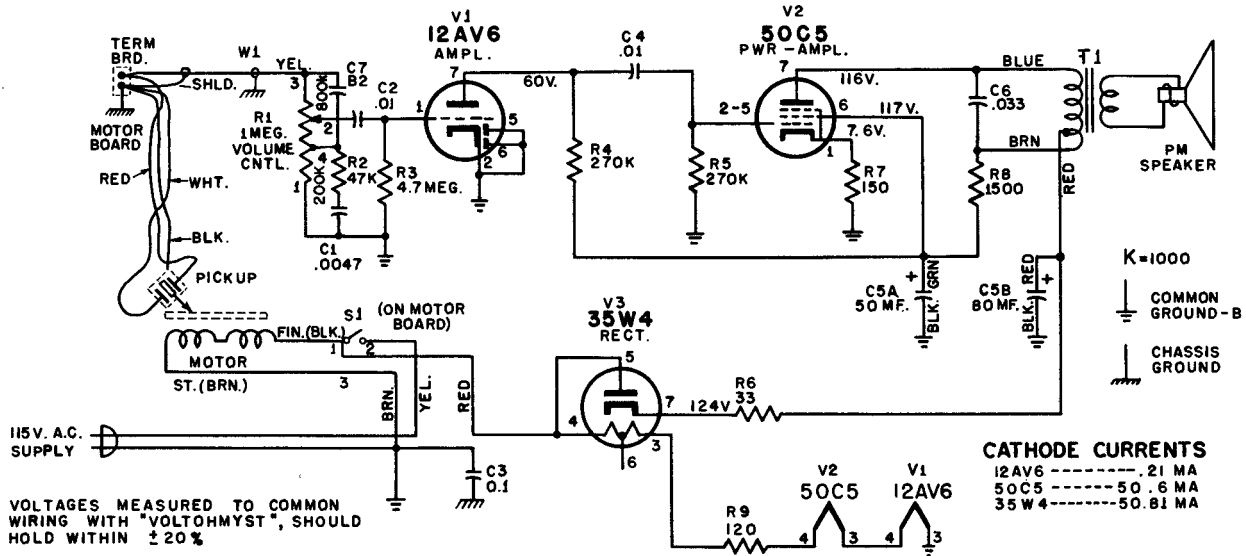 TERM
BRD.
W1
SHLD.
YEL.
3
C7
B2
800K
C2
.01
V1
12AV6
AMPL.
7
60V.
C4
.01
V2
50C5
PWR-AMPL.
7
116V.
BLUE
T1
C6
.033
BRN
PM
SPEAKER
RED
MOTOR
BOARD
R1
1MEG.
VOLUME
CNTL.
2
4
1
200K
R2
47K
R3
4.7 MEG.
1
5
6
2
R4
270K
2-5
6
117V.
7.6V.
1
R5
270K
R7
150
R8
1500
RED
WHT.
BLK.
C1
.0047
PICKUP
+
GRN
C5A
50MF.
BLK.
RED
+
C5B
80MF.
BLK.
K=1000
COMMON
GROUND-B
CHASSIS
GROUND
FIN.(BLK.)
S1
(ON MOTOR
BOARD)
1
2
MOTOR
ST.(BRN.)
3
BRN.
YEL.
RED
V3
35W4
RECT.
5
4
7
3
6
124V
R6
33
115V. A.C.
SUPPLY
C3
0.1
R9
120
V2
50C5
4
3
V1
12AV6
4
3
CATHODE CURRENTS
12AV6 -------- .21 MA
50C5 ------ 50.6 MA
35W4 ------- 50.81 MA
VOLTAGES MEASURED TO COMMON
WIRING WITH "VOLTOHMYST", SHOULD
HOLD WITHIN ±20%